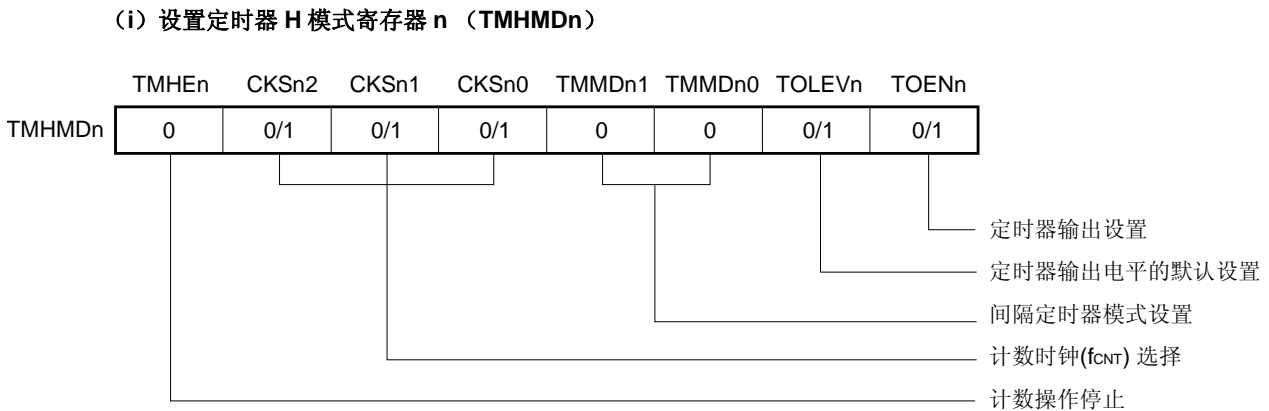 （i）设置定时器 H 模式寄存器 n （TMHMDn）
TMHEn CKSn2 CKSn1 CKSn0 TMMDn1 TMMDn0 TOLEVn TOENn
TMHMDn 0 0/1 0/1 0/1 0 0 0/1 0/1
定时器输出设置
定时器输出电平的默认设置
间隔定时器模式设置
计数时钟(fCNT) 选择
计数操作停止